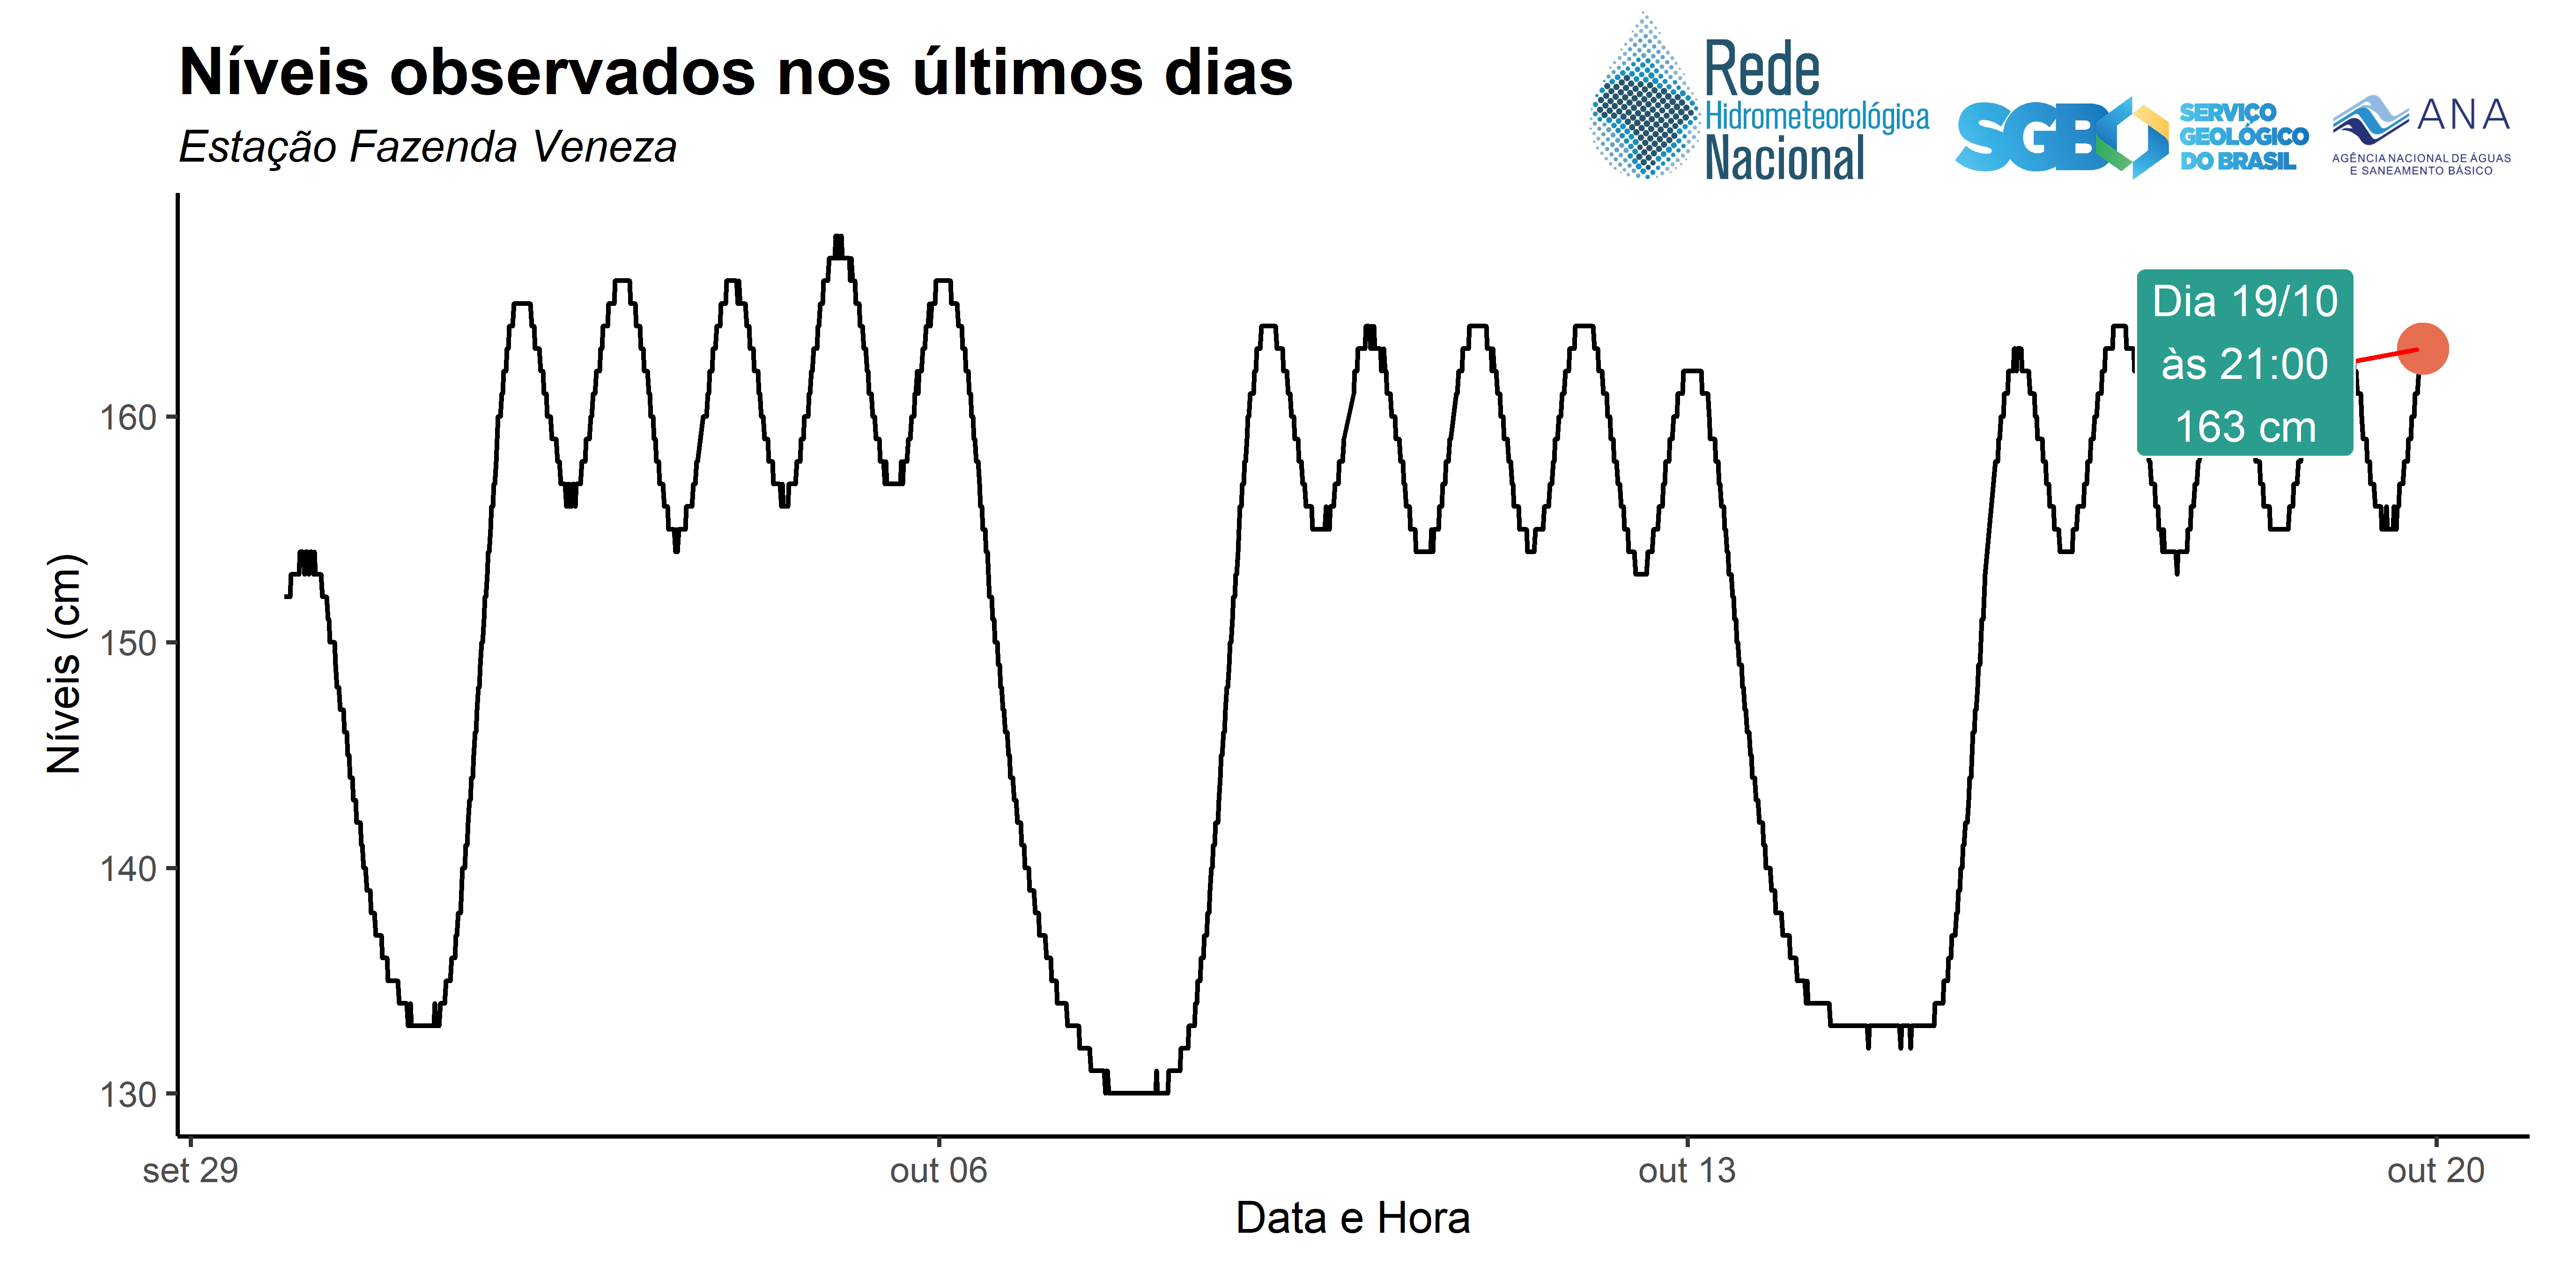 Níveis observados nos últimos dias
Estação Fazenda Veneza
Rede
Hidrometeorológica
Nacional
SGB
SERVIÇO
GEOLÓGICO
DO BRASIL
ANA
AGÊNCIA NACIONAL DE ÁGUAS
E SANEAMENTO BÁSICO
Dia 19/10
às 21:00
163 cm
Níveis (cm)
160
150
140
130
set 29
out 06
out 13
out 20
Data e Hora